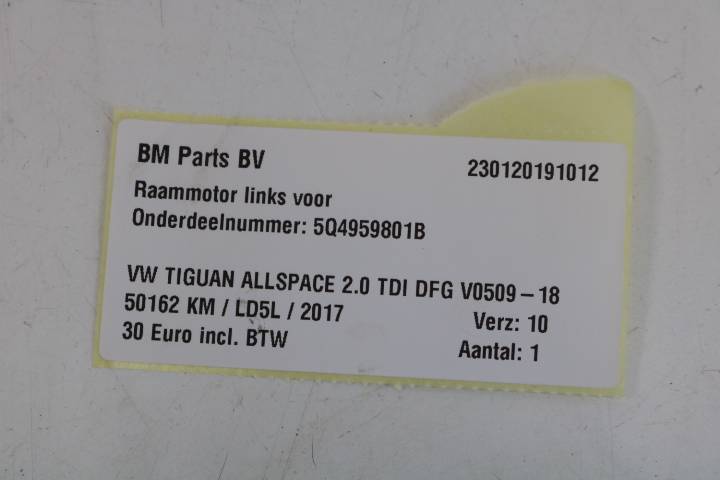 BM Parts BV 230120191012
Raammotor links voor
Onderdeelnummer: 5Q4959801B
VW TIGUAN ALLSPACE 2.0 TDI DFG V0509-18
50162 KM / LD5L / 2017 Verz: 10
30 Euro incl. BTW Aantal: 1